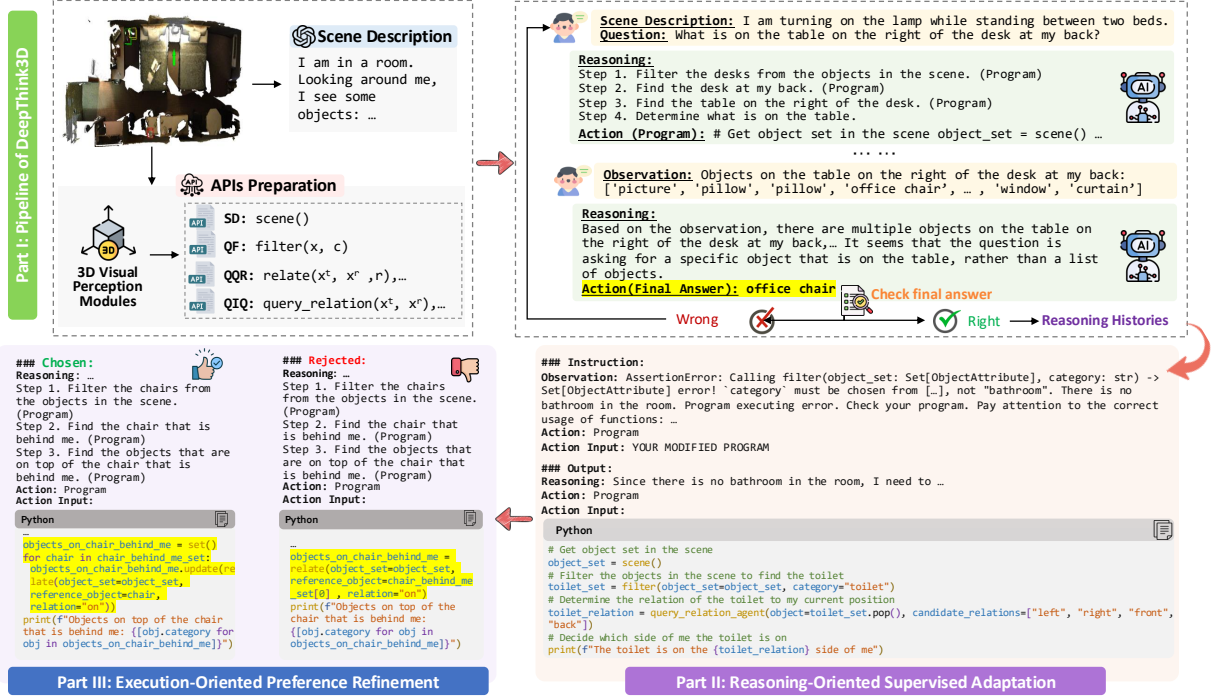 Part I: Pipeline of DeepThink3D
Scene Description
I am in a room.
Looking around me,
I see some
objects: …
APIs Preparation
3D
3D Visual
Perception
Modules
API
SD: scene()
API
QF: filter(x, c)
API
QQR: relate(xᵗ, xʳ ,r),…
API
QIQ: query_relation(xᵗ, xʳ),…
Scene Description: I am turning on the lamp while standing between two beds.
Question: What is on the table on the right of the desk at my back?
Reasoning:
Step 1. Filter the desks from the objects in the scene. (Program)
Step 2. Find the desk at my back. (Program)
Step 3. Find the table on the right of the desk. (Program)
Step 4. Determine what is on the table.
Action (Program): # Get object set in the scene object_set = scene() …
AI
… …
Observation: Objects on the table on the right of the desk at my back:
['picture', 'pillow', 'pillow', 'office chair', … , 'window', 'curtain']
Reasoning:
Based on the observation, there are multiple objects on the table on
the right of the desk at my back,… It seems that the question is
asking for a specific object that is on the table, rather than a list
of objects.
Action(Final Answer): office chair
AI
Check final answer
Wrong
Right
Reasoning Histories
### Chosen:
Reasoning: …
Step 1. Filter the chairs from
the objects in the scene.
(Program)
Step 2. Find the chair that is
behind me. (Program)
Step 3. Find the objects that are
on top of the chair that is
behind me. (Program)
Action: Program
Action Input:
Python
…
objects_on_chair_behind_me = set()
for chair in chair_behind_me_set:
objects_on_chair_behind_me.update(re
late(object_set=object_set,
reference_object=chair,
relation="on"))
print(f"Objects on top of the chair
that is behind me: {[obj.category for
obj in objects_on_chair_behind_me]}")
### Rejected:
Reasoning: …
Step 1. Filter the chairs
from the objects in the scene.
(Program)
Step 2. Find the chair that
is behind me. (Program)
Step 3. Find the objects that
are on top of the chair that
is behind me. (Program)
Action: Program
Action Input:
Python
…
objects_on_chair_behind_me =
relate(object_set=object_set,
reference_object=chair_behind_me
_set[0] , relation="on")
print(f"Objects on top of the
chair that is behind me:
{[obj.category for obj in
objects_on_chair_behind_me]}")
Part III: Execution-Oriented Preference Refinement
### Instruction:
Observation: AssertionError: Calling filter(object_set: Set[ObjectAttribute], category: str) ->
Set[ObjectAttribute] error! `category` must be chosen from […], not "bathroom". There is no
bathroom in the room. Program executing error. Check your program. Pay attention to the correct
usage of functions: …
Action: Program
Action Input: YOUR MODIFIED PROGRAM
### Output:
Reasoning: Since there is no bathroom in the room, I need to …
Action: Program
Action Input:
Python
# Get object set in the scene
object_set = scene()
# Filter the objects in the scene to find the toilet
toilet_set = filter(object_set=object_set, category="toilet")
# Determine the relation of the toilet to my current position
toilet_relation = query_relation_agent(object=toilet_set.pop(), candidate_relations=["left", "right", "front",
"back"])
# Decide which side of me the toilet is on
print(f"The toilet is on the {toilet_relation} side of me")
Part II: Reasoning-Oriented Supervised Adaptation